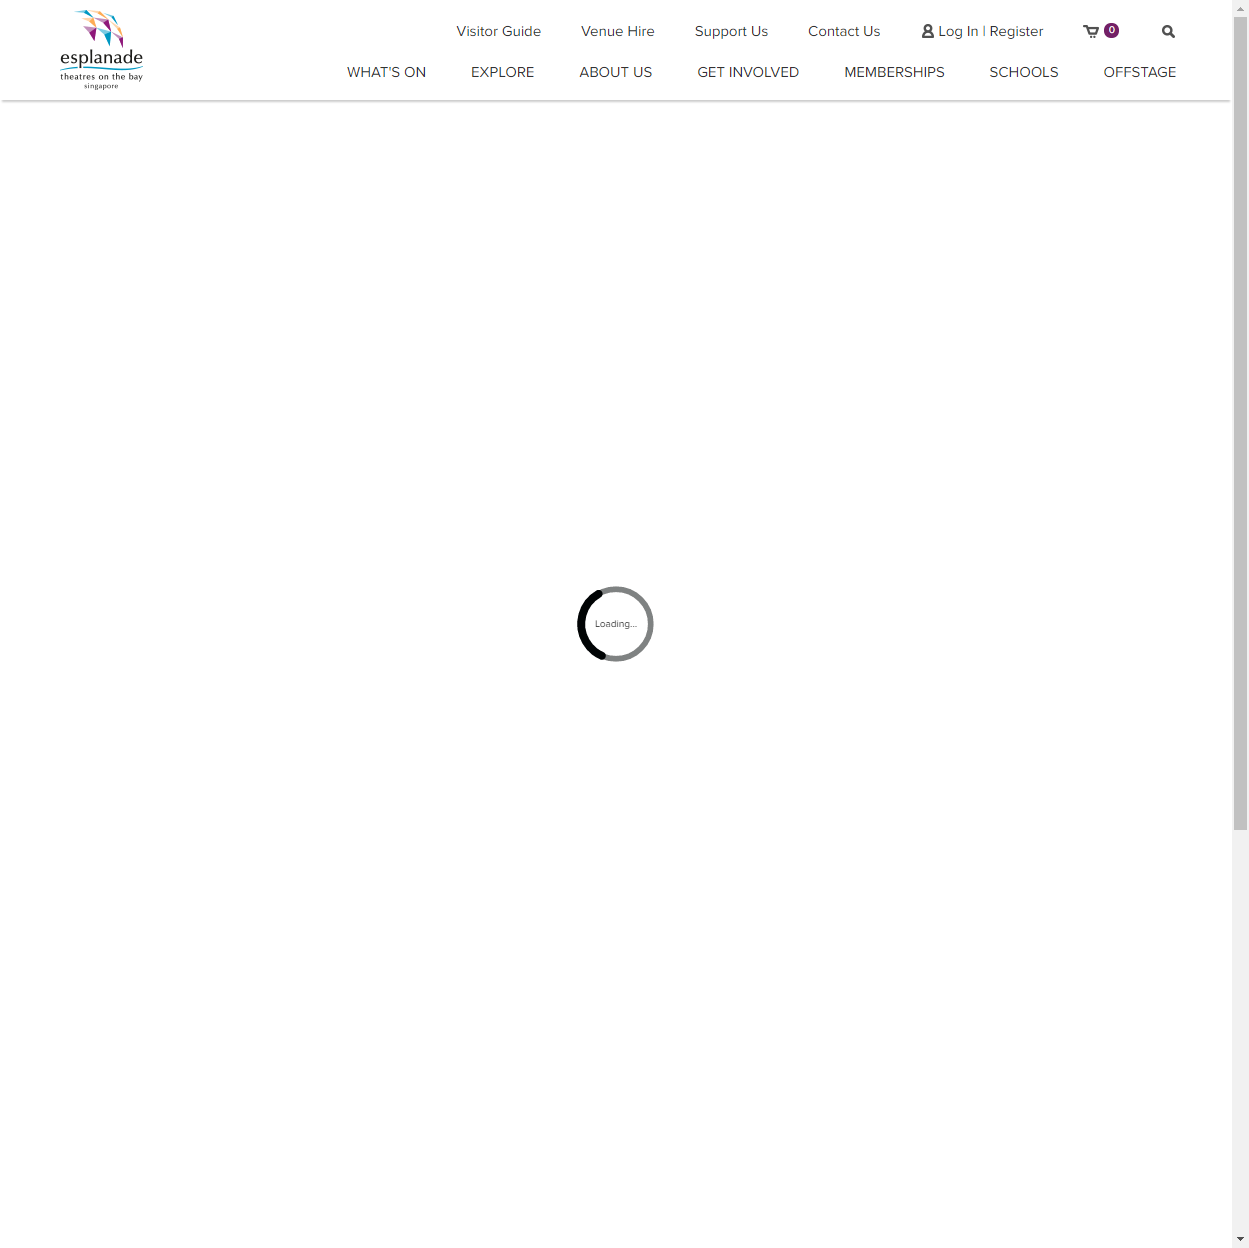 esplanade
theatres on the bay
singapore
Visitor Guide Venue Hire Support Us Contact Us Log In | Register 0
WHAT'S ON EXPLORE ABOUT US GET INVOLVED MEMBERSHIPS SCHOOLS OFFSTAGE
Loading...